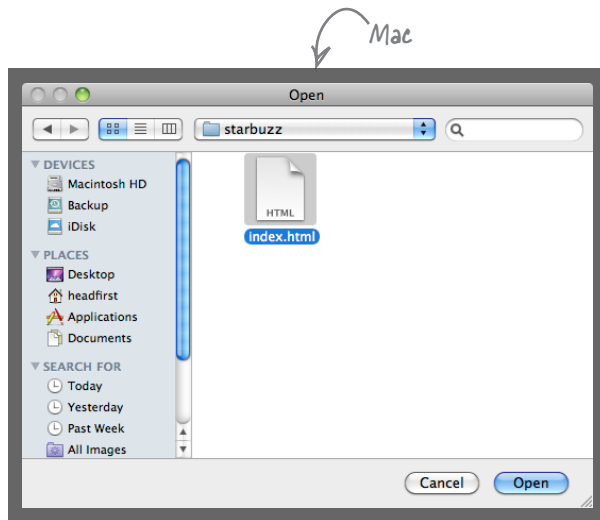 Mac
Open
starbuzz
DEVICES
Macintosh HD
Backup
iDisk
PLACES
Desktop
headfirst
Applications
Documents
SEARCH FOR
Today
Yesterday
Past Week
All Images
HTML
index.html
Cancel
Open